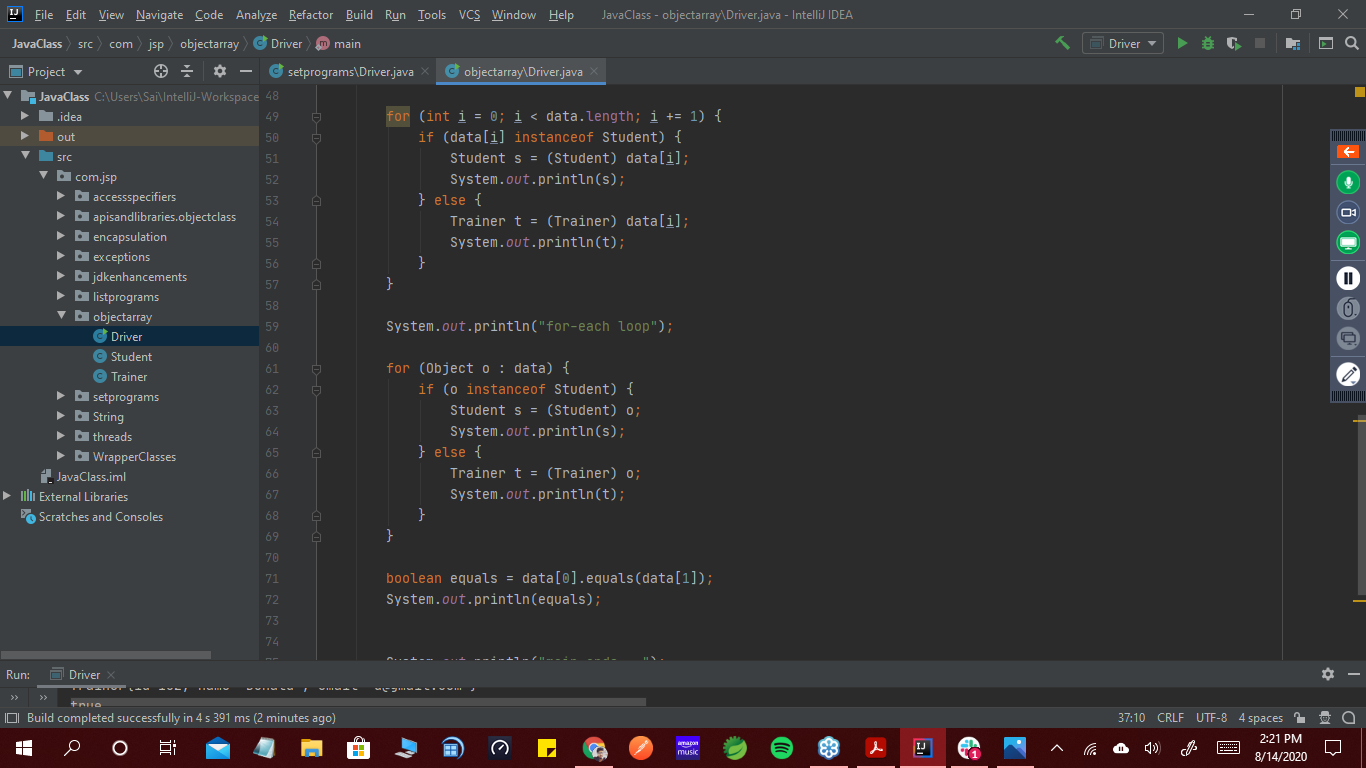 File Edit View Navigate Code Analyze Refactor Build Run Tools VCS Window Help JavaClass - objectarray\Driver.java - IntelliJ IDEA
JavaClass src com jsp objectarray Driver main Driver
Project setprograms\Driver.java objectarray\Driver.java
JavaClass C:\Users\Sai\IntelliJ-Workspace
.idea
out
src
com.jsp
accessspecifiers
apisandlibraries.objectclass
encapsulation
exceptions
jdkenhancements
listprograms
objectarray
Driver
Student
Trainer
setprograms
String
threads
WrapperClasses
JavaClass.iml
External Libraries
Scratches and Consoles
48
49 for (int i = 0; i < data.length; i += 1) {
50 if (data[i] instanceof Student) {
51 Student s = (Student) data[i];
52 System.out.println(s);
53 } else {
54 Trainer t = (Trainer) data[i];
55 System.out.println(t);
56 }
57 }
58
59 System.out.println("for-each loop");
60
61 for (Object o : data) {
62 if (o instanceof Student) {
63 Student s = (Student) o;
64 System.out.println(s);
65 } else {
66 Trainer t = (Trainer) o;
67 System.out.println(t);
68 }
69 }
70
71 boolean equals = data[0].equals(data[1]);
72 System.out.println(equals);
73
74
Run: Driver
true
Build completed successfully in 4 s 391 ms (2 minutes ago) 37:10 CRLF UTF-8 4 spaces
amazon music 1 2:21 PM
8/14/2020